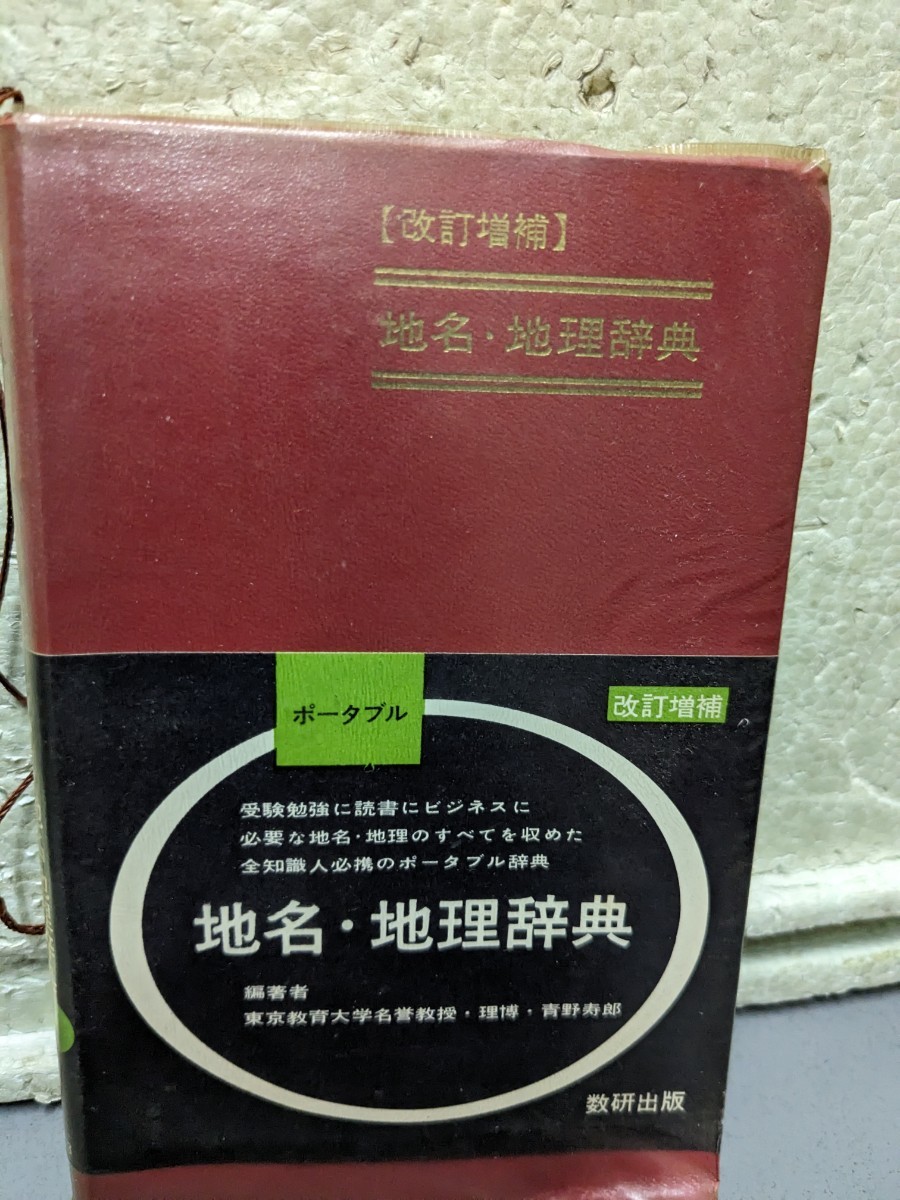 【改訂増補】
地名・地理辞典
ポータブル
改訂増補
受験勉強に読書にビジネスに
必要な地名・地理のすべてを収めた
全知識人必携のポータブル辞典
地名・地理辞典
編著者
東京教育大学名誉教授・理博・青野寿郎
数研出版